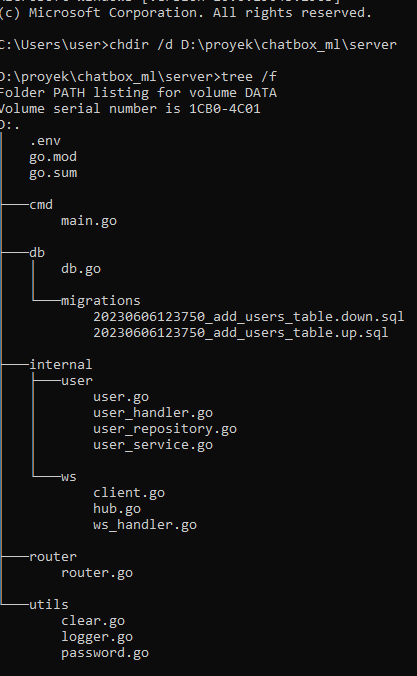 (c) Microsoft Corporation. All rights reserved.
C:\Users\user>chdir /d D:\proyek\chatbox_ml\server
D:\proyek\chatbox_ml\server>tree /f
Folder PATH listing for volume DATA
Volume serial number is 1CB0-4C01
D:.
.env
go.mod
go.sum
cmd
main.go
db
db.go
migrations
20230606123750_add_users_table.down.sql
20230606123750_add_users_table.up.sql
internal
user
user.go
user_handler.go
user_repository.go
user_service.go
ws
client.go
hub.go
ws_handler.go
router
router.go
utils
clear.go
logger.go
password.go